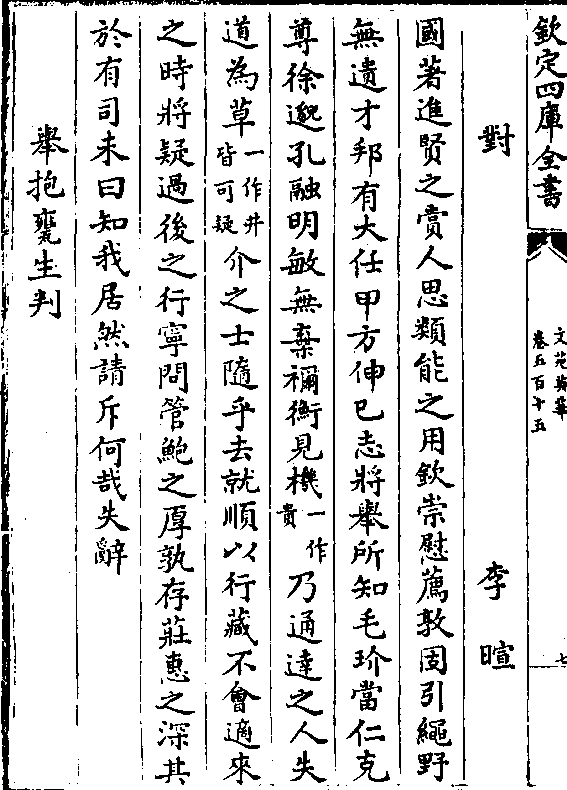 欽定四庫全書
文苑英華
卷五百十五
七
對
李暄
國著進賢之賞人思類能之用欽崇慰薦敦固引繩野
無遺才邦有大任甲方伸己志將舉所知毛玠當仁克
尊徐邈孔融明敏無棄禰衡見機一作貴乃通達之人失
道為草一作井皆可疑介之士隨乎去就順以行藏不會適來
之時將疑過後之行寧問管鮑之厚孰存莊惠之深其
於有司未曰知我居然請斥何哉失辭
舉抱甕生判